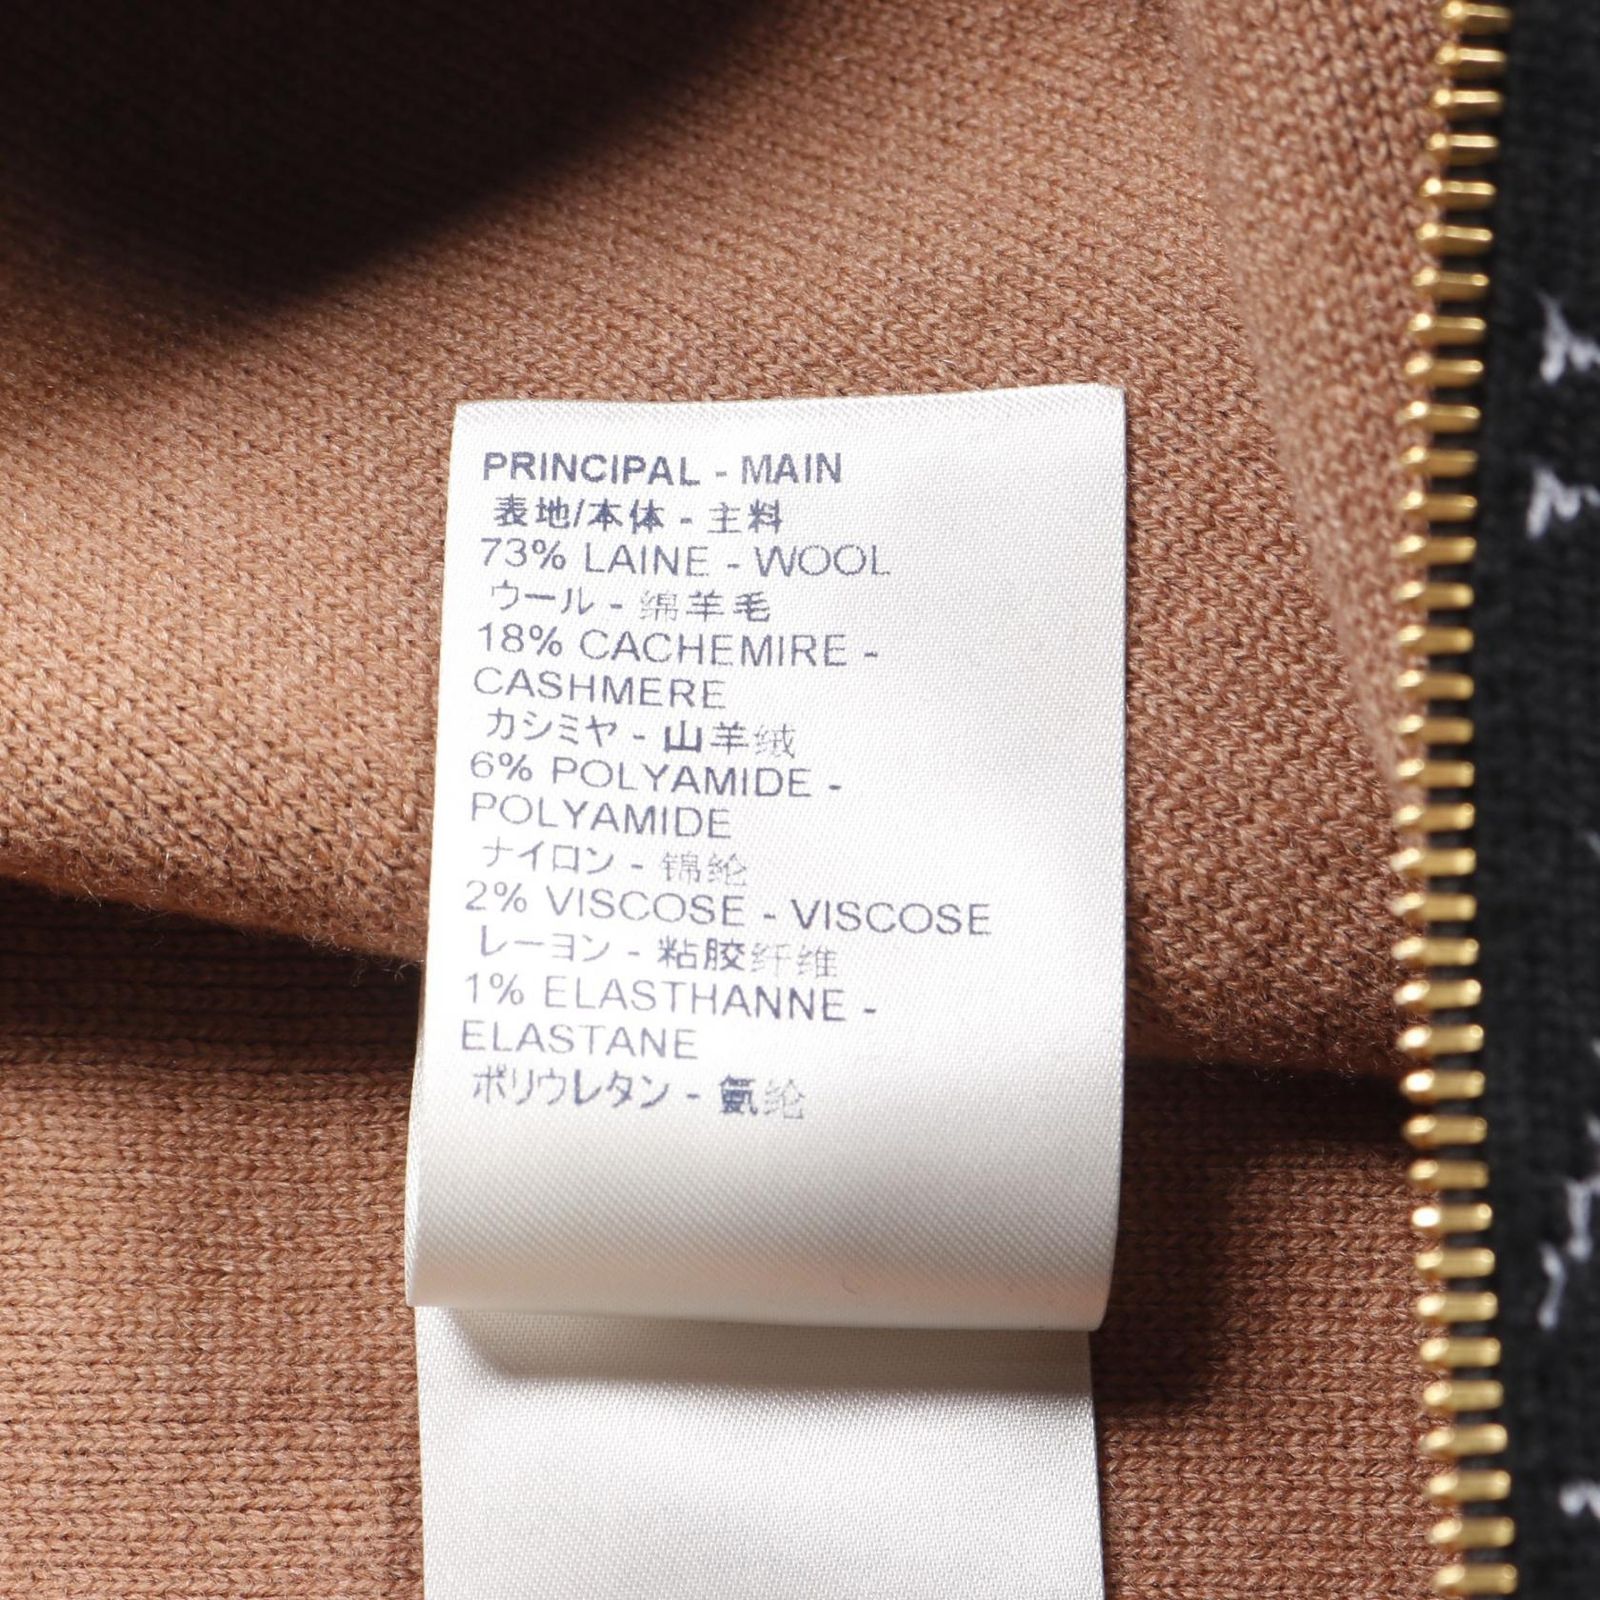 PRINCIPAL - MAIN
表地/本体 - 主料
73% LAINE - WOOL
ウール - 绵羊毛
18% CACHEMIRE -
CASHMERE
カシミヤ - 山羊绒
6% POLYAMIDE -
POLYAMIDE
ナイロン - 锦纶
2% VISCOSE - VISCOSE
レーヨン - 粘胶纤维
1% ELASTHANNE -
ELASTANE
ポリウレタン - 氨纶